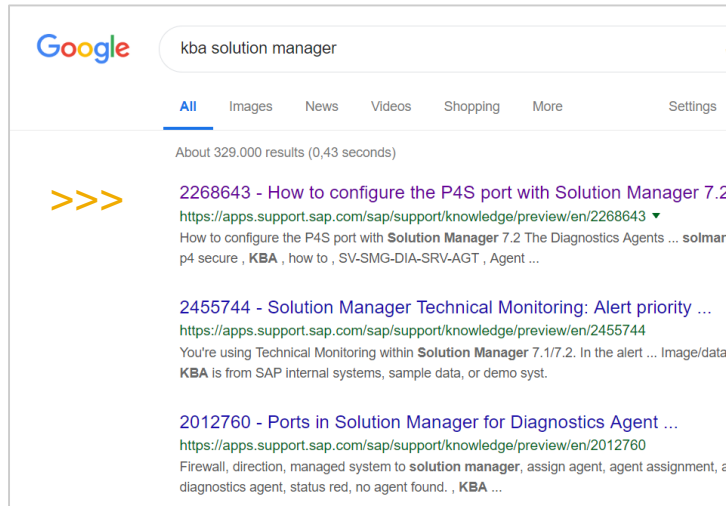 Google
kba solution manager
All Images News Videos Shopping More Settings
About 329.000 results (0,43 seconds)
>>>
2268643 - How to configure the P4S port with Solution Manager 7.2
https://apps.support.sap.com/sap/support/knowledge/preview/en/2268643 ▼
How to configure the P4S port with Solution Manager 7.2 The Diagnostics Agents ... solman
p4 secure , KBA , how to , SV-SMG-DIA-SRV-AGT , Agent ...
2455744 - Solution Manager Technical Monitoring: Alert priority ...
https://apps.support.sap.com/sap/support/knowledge/preview/en/2455744
You're using Technical Monitoring within Solution Manager 7.1/7.2. In the alert ... Image/data
KBA is from SAP internal systems, sample data, or demo syst.
2012760 - Ports in Solution Manager for Diagnostics Agent ...
https://apps.support.sap.com/sap/support/knowledge/preview/en/2012760
Firewall, direction, managed system to solution manager, assign agent, agent assignment,
diagnostics agent, status red, no agent found. , KBA ...